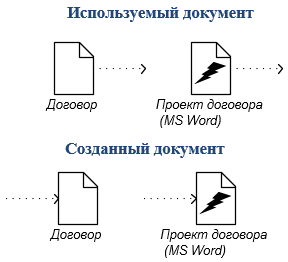 Используемый документ
Договор
Проект договора
(MS Word)
Созданный документ
Договор
Проект договора
(MS Word)